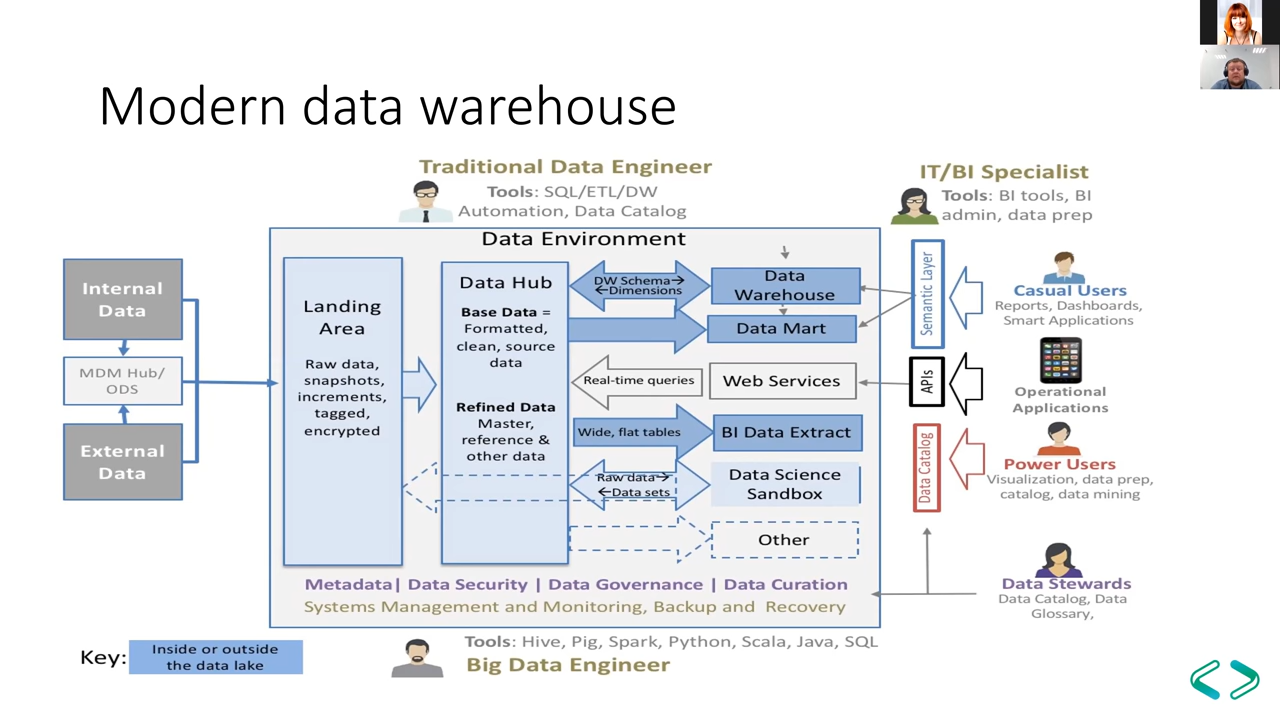 Modern data warehouse
Traditional Data Engineer
Tools: SQL/ETL/DW
Automation, Data Catalog
IT/BI Specialist
Tools: BI tools, BI
admin, data prep
Data Environment
Internal
Data
MDM Hub/
ODS
External
Data
Landing
Area
Raw data,
snapshots,
increments,
tagged,
encrypted
Data Hub
Base Data =
Formatted,
clean, source
data
Refined Data
Master,
reference &
other data
DW Schema→
←Dimensions
Real-time queries
Wide, flat tables
Raw data→
←Data sets
Data
Warehouse
Data Mart
Web Services
BI Data Extract
Data Science
Sandbox
Other
Semantic Layer
APIs
Data Catalog
Casual Users
Reports, Dashboards,
Smart Applications
Operational
Applications
Power Users
Visualization, data prep,
catalog, data mining
Data Stewards
Data Catalog, Data
Glossary,
Metadata| Data Security | Data Governance | Data Curation
Systems Management and Monitoring, Backup and Recovery
Key:
Inside or outside
the data lake
Tools: Hive, Pig, Spark, Python, Scala, Java, SQL
Big Data Engineer